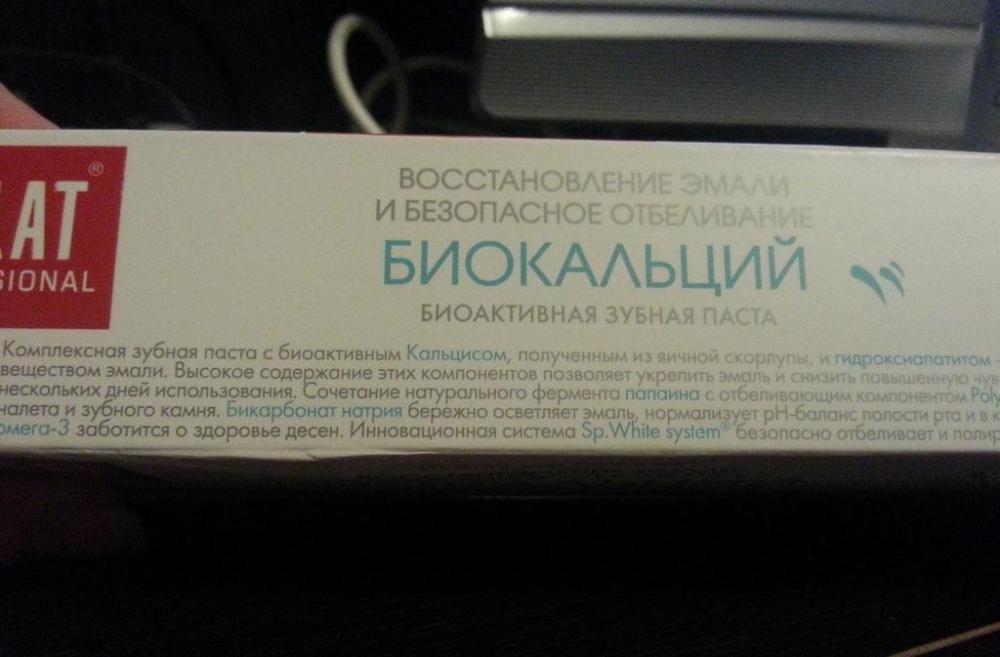 AT®
SIONAL
ВОССТАНОВЛЕНИЕ ЭМАЛИ
И БЕЗОПАСНОЕ ОТБЕЛИВАНИЕ
БИОКАЛЬЦИЙ
БИОАКТИВНАЯ ЗУБНАЯ ПАСТА
Комплексная зубная паста с биоактивным Кальцисом, полученным из яичной скорлупы, и гидроксиапатитом
веществом эмали. Высокое содержание этих компонентов позволяет укрепить эмаль и снизить повышенную чув
нескольких дней использования. Сочетание натурального фермента папаина с отбеливающим компонентом Poly
налета и зубного камня. Бикарбонат натрия бережно осветляет эмаль, нормализует pH-баланс полости рта и в к
омега-3 заботится о здоровье десен. Инновационная система Sp.White system® безопасно отбеливает и полир